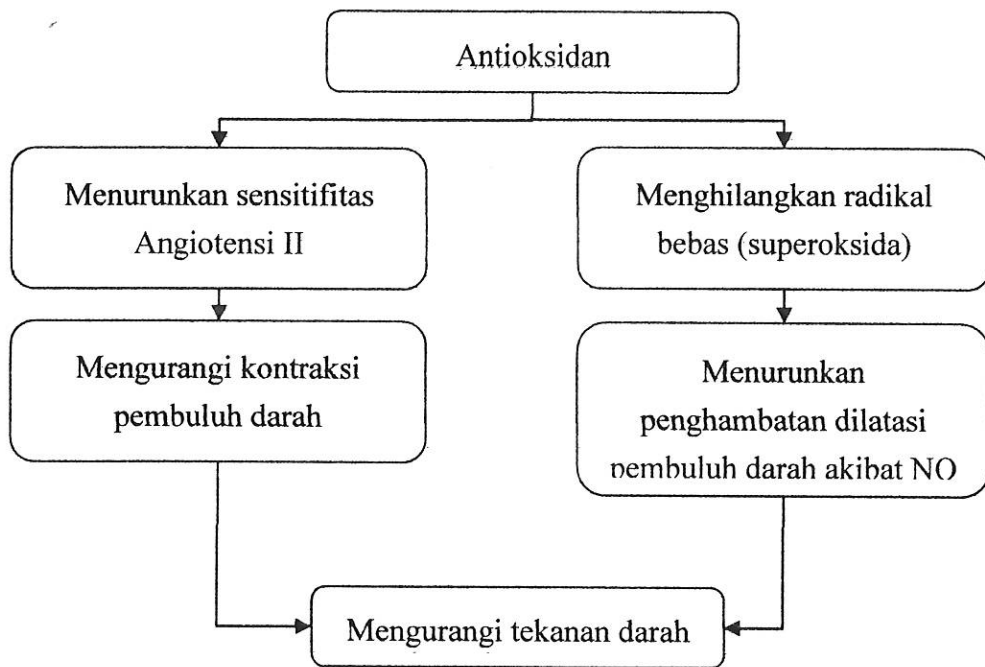 Antioksidan
Menurunkan sensitifitas
Angiotensi II
Menghilangkan radikal
bebas (superoksida)
Mengurangi kontraksi
pembuluh darah
Menurunkan
penghambatan dilatasi
pembuluh darah akibat NO
Mengurangi tekanan darah